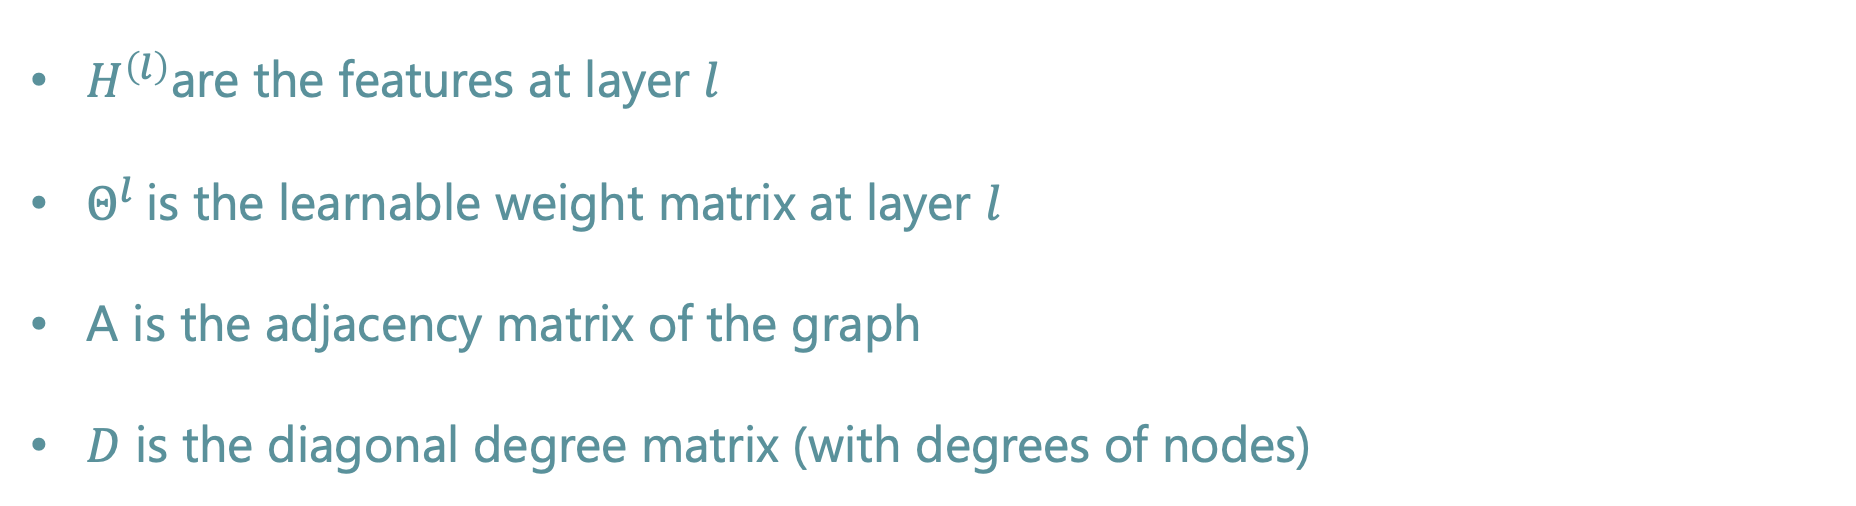 • H⁽ˡ⁾ are the features at layer l
• Θˡ is the learnable weight matrix at layer l
• A is the adjacency matrix of the graph
• D is the diagonal degree matrix (with degrees of nodes)